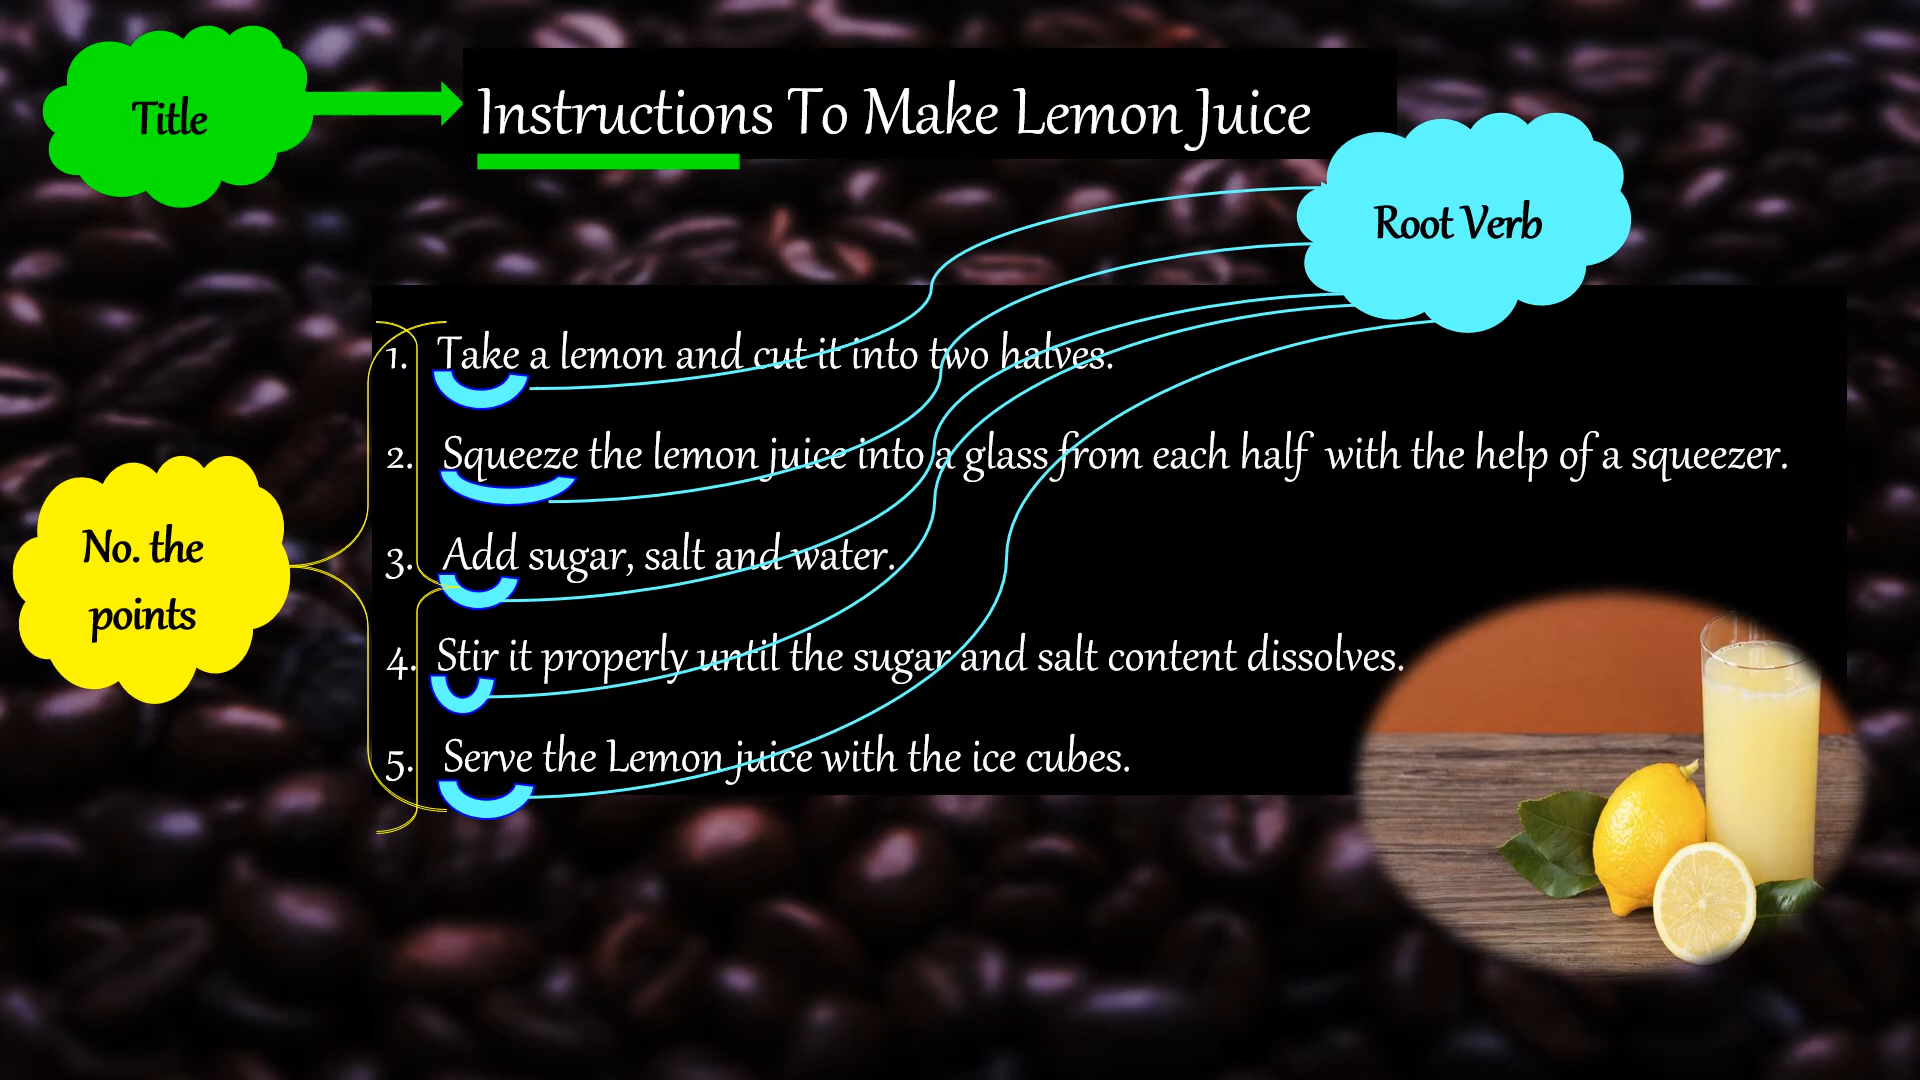 Title
Instructions To Make Lemon Juice
Root Verb
1. Take a lemon and cut it into two halves.
2. Squeeze the lemon juice into a glass from each half with the help of a squeezer.
No. the
points
3. Add sugar, salt and water.
4. Stir it properly until the sugar and salt content dissolves.
5. Serve the Lemon juice with the ice cubes.